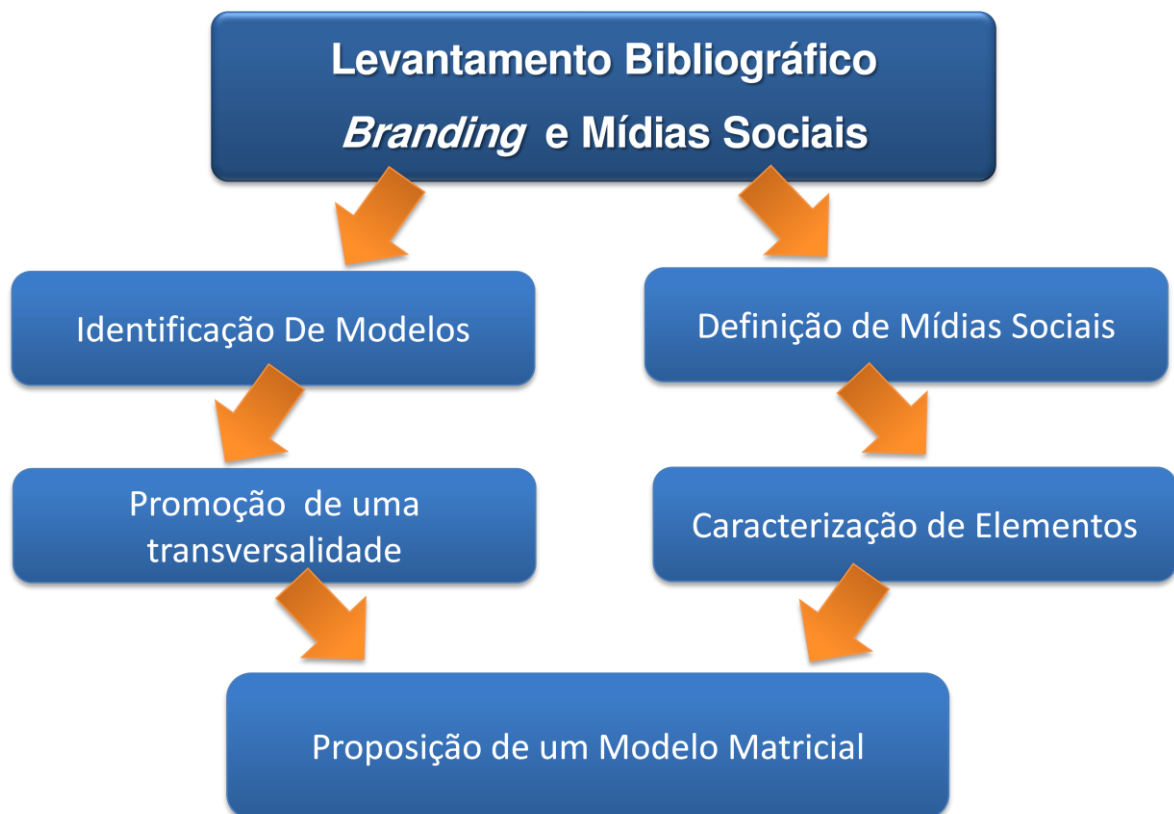 Levantamento Bibliográfico
Branding e Mídias Sociais
Identificação De Modelos
Definição de Mídias Sociais
Promoção de uma
transversalidade
Caracterização de Elementos
Proposição de um Modelo Matricial